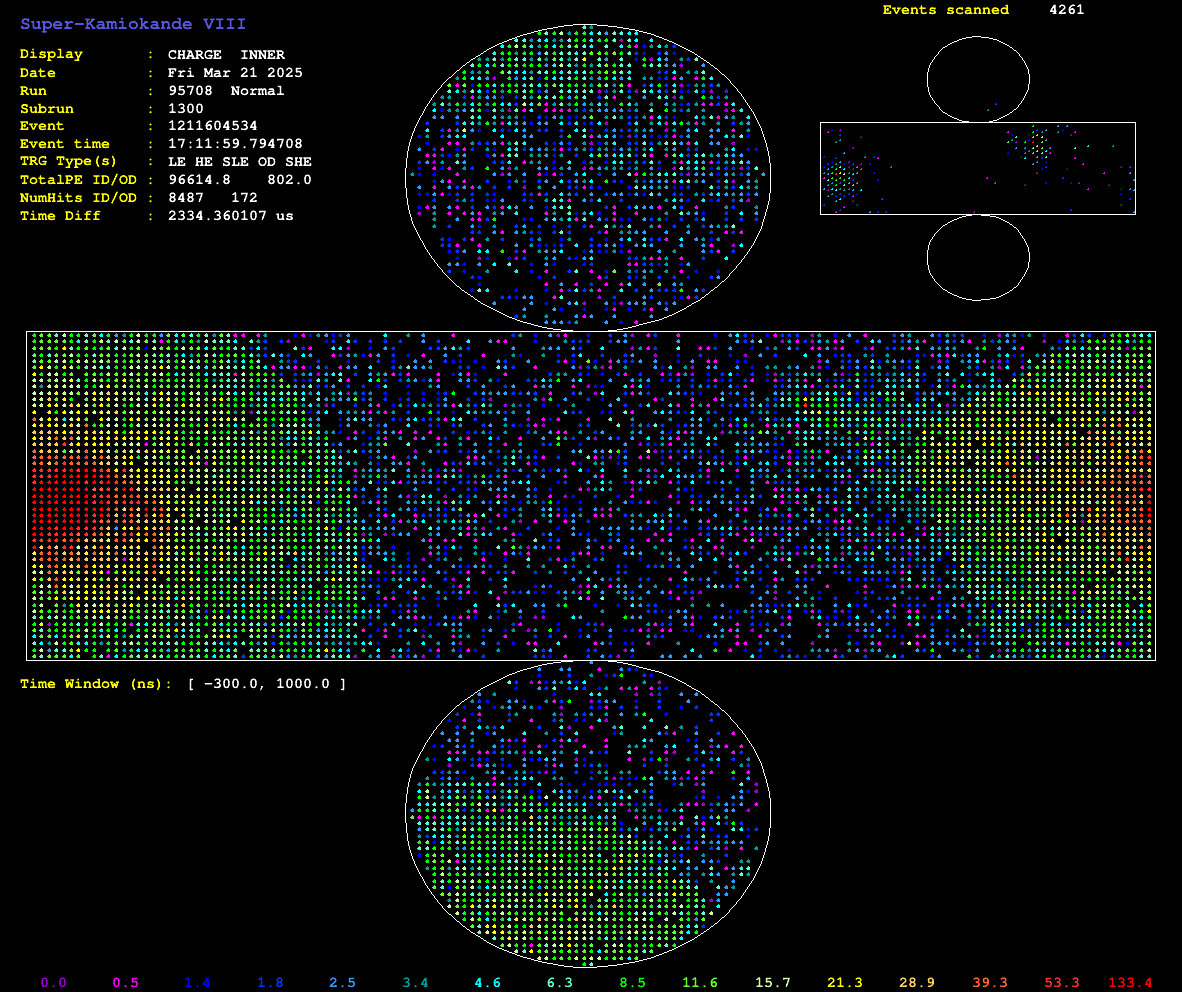 Super-Kamiokande VIII
Events scanned 4261
Display : CHARGE INNER
Date : Fri Mar 21 2025
Run : 95708 Normal
Subrun : 1300
Event : 1211604534
Event time : 17:11:59.794708
TRG Type(s) : LE HE SLE OD SHE
TotalPE ID/OD : 96614.8 802.0
NumHits ID/OD : 8487 172
Time Diff : 2334.360107 us
Time Window (ns): [ -300.0, 1000.0 ]
0.0 0.5 1.4 1.8 2.5 3.4 4.6 6.3 8.5 11.6 15.7 21.3 28.9 39.3 53.3 133.4